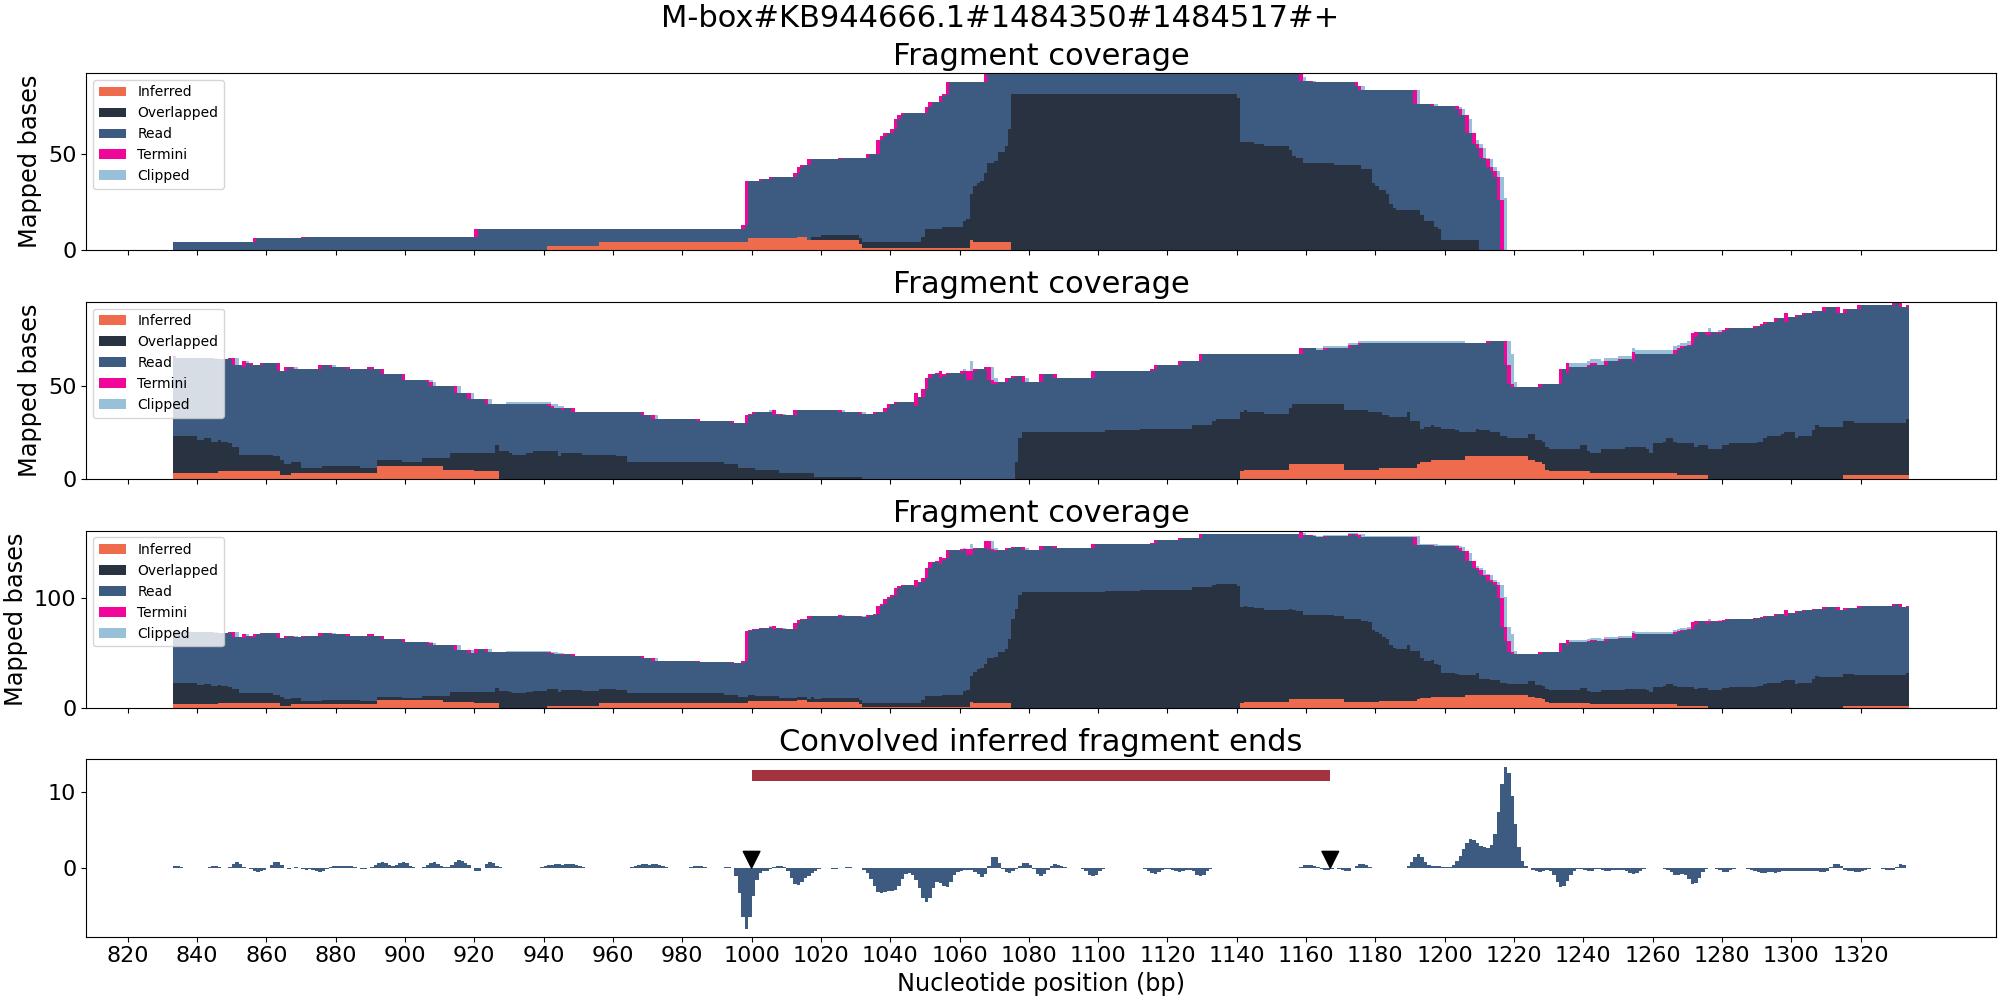 M-box#KB944666.1#1484350#1484517#+
Fragment coverage
Mapped bases
50
0
Inferred
Overlapped
Read
Termini
Clipped
Fragment coverage
Mapped bases
50
0
Inferred
Overlapped
Read
Termini
Clipped
Fragment coverage
Mapped bases
100
0
Inferred
Overlapped
Read
Termini
Clipped
Convolved inferred fragment ends
10
0
820 840 860 880 900 920 940 960 980 1000 1020 1040 1060 1080 1100 1120 1140 1160 1180 1200 1220 1240 1260 1280 1300 1320
Nucleotide position (bp)